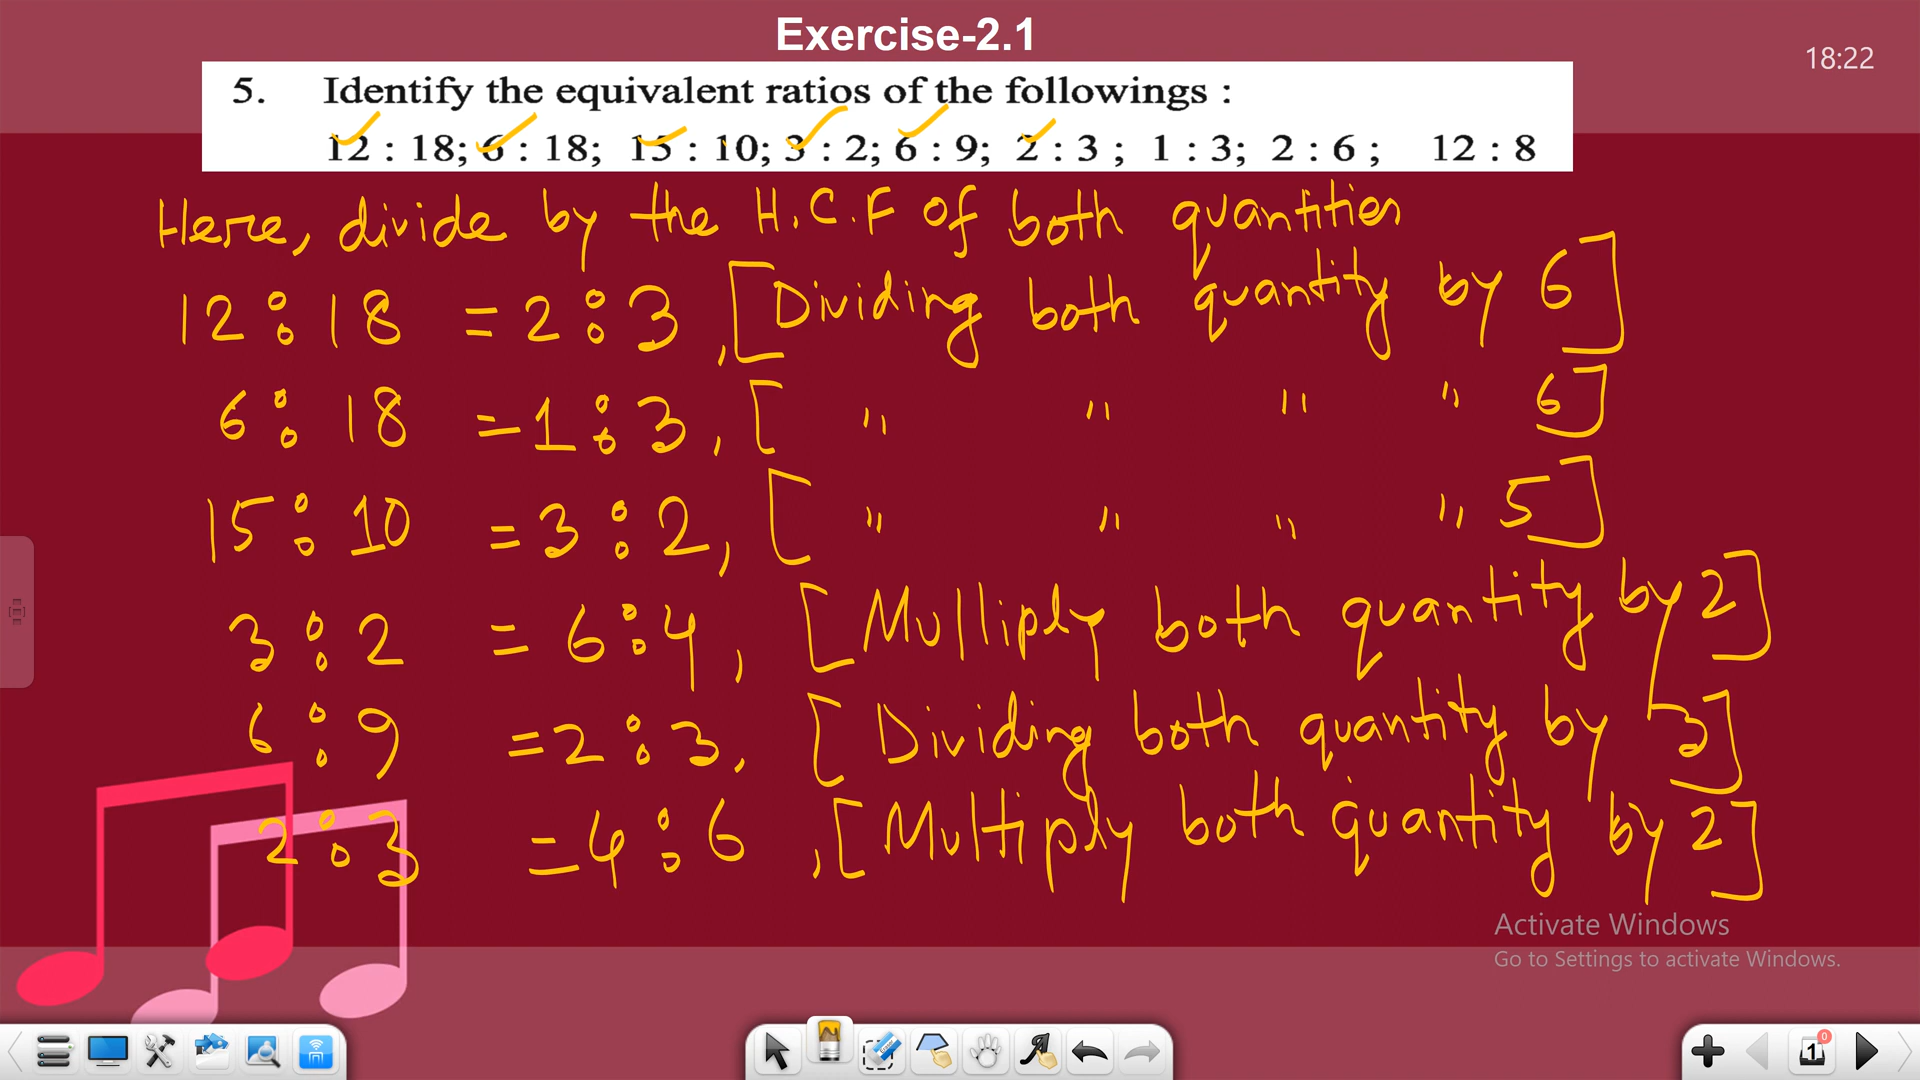 Exercise-2.1
18:22
5. Identify the equivalent ratios of the followings :
12 : 18; 6 : 18; 15 : 10; 3 : 2; 6 : 9; 2 : 3 ; 1 : 3; 2 : 6 ; 12 : 8
Here, divide by the H.C.F of both quantities
12 : 18 = 2 : 3, [Dividing both quantity by 6]
6 : 18 = 1 : 3, [ " " " " 6]
15 : 10 = 3 : 2, [ " " " " 5]
3 : 2 = 6 : 4, [Mulliply both quantity by 2]
6 : 9 = 2 : 3, [Dividing both quantity by 3]
2 : 3 = 4 : 6, [Multiply both quantity by 2]
Activate Windows
Go to Settings to activate Windows.
1
0